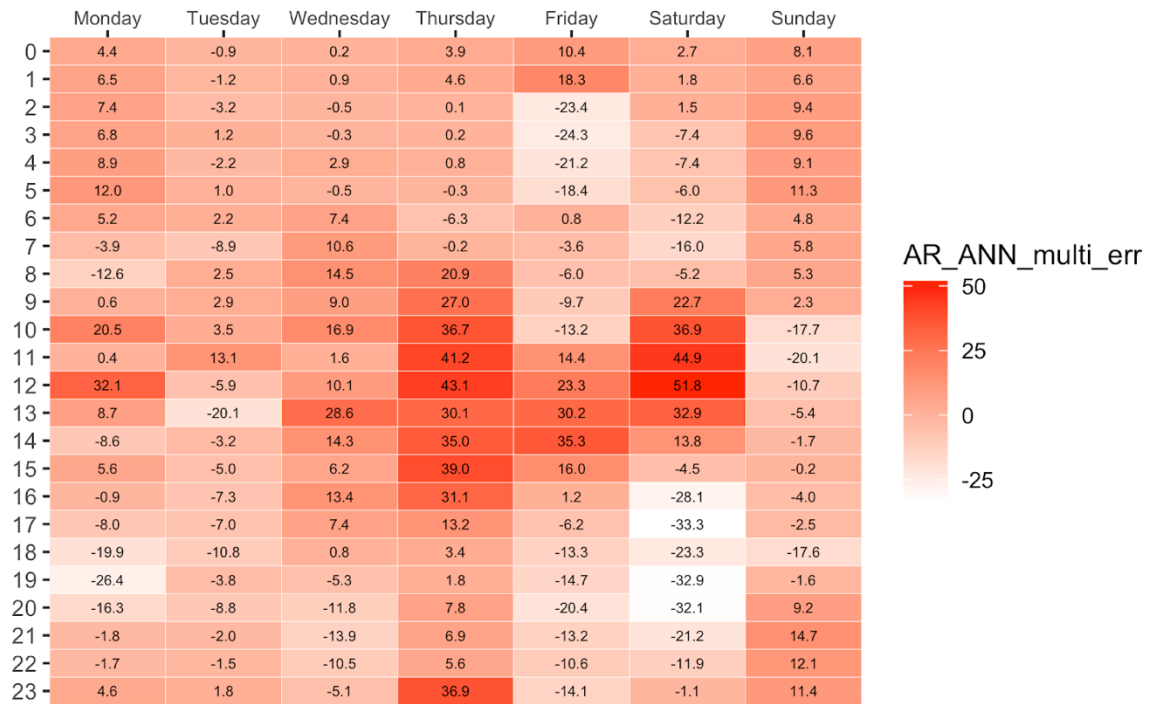 Monday Tuesday Wednesday Thursday Friday Saturday Sunday
0 4.4 -0.9 0.2 3.9 10.4 2.7 8.1
1 6.5 -1.2 0.9 4.6 18.3 1.8 6.6
2 7.4 -3.2 -0.5 0.1 -23.4 1.5 9.4
3 6.8 1.2 -0.3 0.2 -24.3 -7.4 9.6
4 8.9 -2.2 2.9 0.8 -21.2 -7.4 9.1
5 12.0 1.0 -0.5 -0.3 -18.4 -6.0 11.3
6 5.2 2.2 7.4 -6.3 0.8 -12.2 4.8
7 -3.9 -8.9 10.6 -0.2 -3.6 -16.0 5.8
8 -12.6 2.5 14.5 20.9 -6.0 -5.2 5.3
9 0.6 2.9 9.0 27.0 -9.7 22.7 2.3
10 20.5 3.5 16.9 36.7 -13.2 36.9 -17.7
11 0.4 13.1 1.6 41.2 14.4 44.9 -20.1
12 32.1 -5.9 10.1 43.1 23.3 51.8 -10.7
13 8.7 -20.1 28.6 30.1 30.2 32.9 -5.4
14 -8.6 -3.2 14.3 35.0 35.3 13.8 -1.7
15 5.6 -5.0 6.2 39.0 16.0 -4.5 -0.2
16 -0.9 -7.3 13.4 31.1 1.2 -28.1 -4.0
17 -8.0 -7.0 7.4 13.2 -6.2 -33.3 -2.5
18 -19.9 -10.8 0.8 3.4 -13.3 -23.3 -17.6
19 -26.4 -3.8 -5.3 1.8 -14.7 -32.9 -1.6
20 -16.3 -8.8 -11.8 7.8 -20.4 -32.1 9.2
21 -1.8 -2.0 -13.9 6.9 -13.2 -21.2 14.7
22 -1.7 -1.5 -10.5 5.6 -10.6 -11.9 12.1
23 4.6 1.8 -5.1 36.9 -14.1 -1.1 11.4
AR_ANN_multi_err
50
25
0
-25